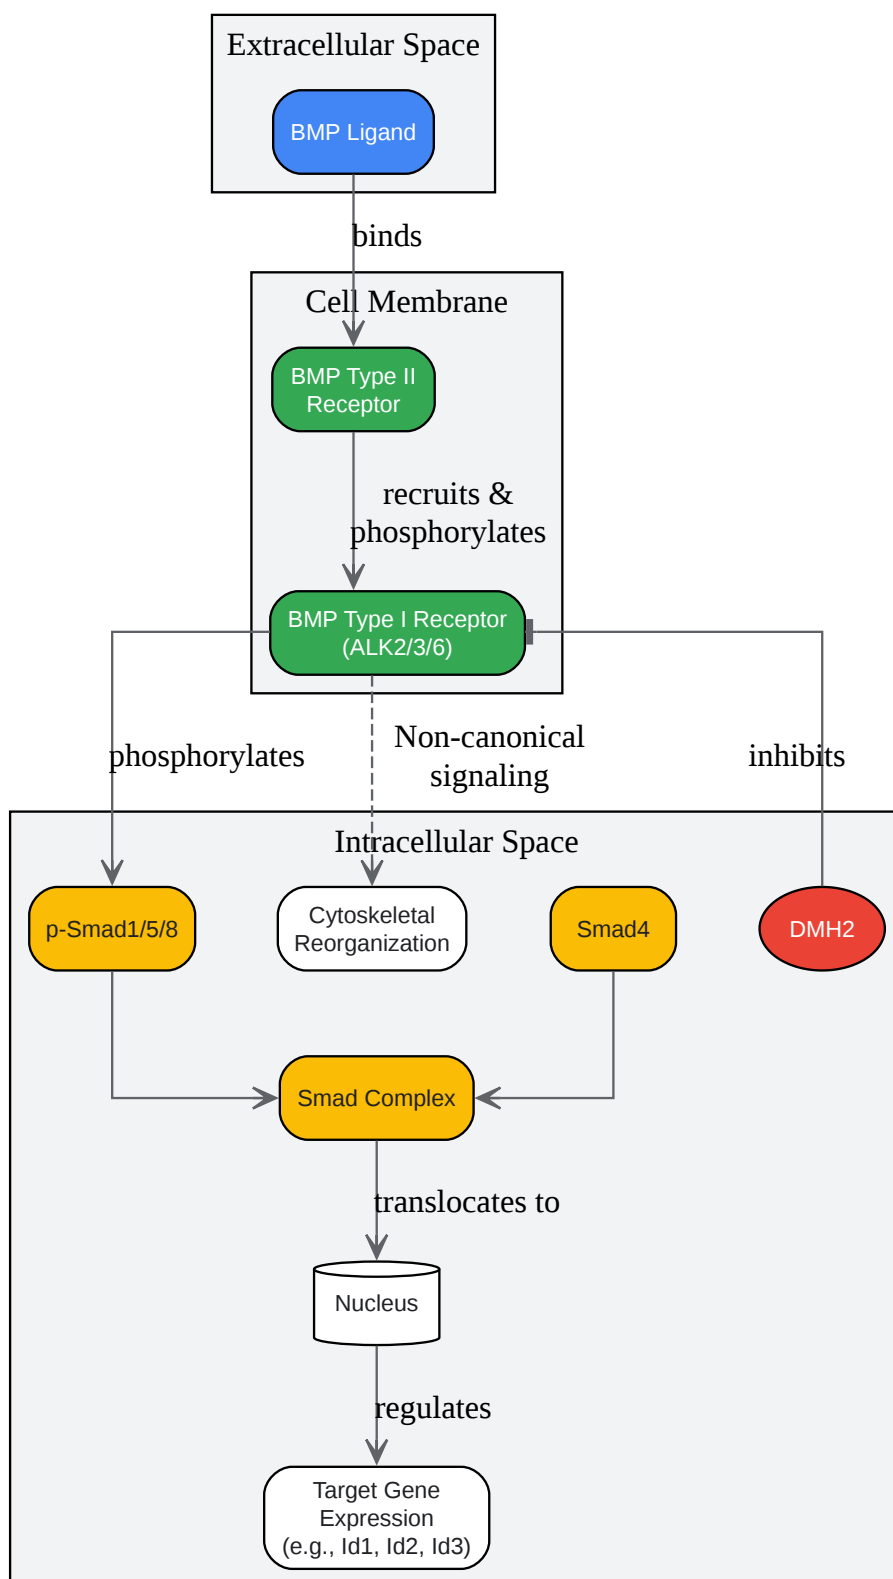 Extracellular Space
BMP Ligand
binds
Cell Membrane
BMP Type II
Receptor
recruits &
phosphorylates
BMP Type I Receptor
(ALK2/3/6)
phosphorylates
Non-canonical
signaling
inhibits
Intracellular Space
p-Smad1/5/8
Cytoskeletal
Reorganization
Smad4
DMH2
Smad Complex
translocates to
Nucleus
regulates
Target Gene
Expression
(e.g., Id1, Id2, Id3)